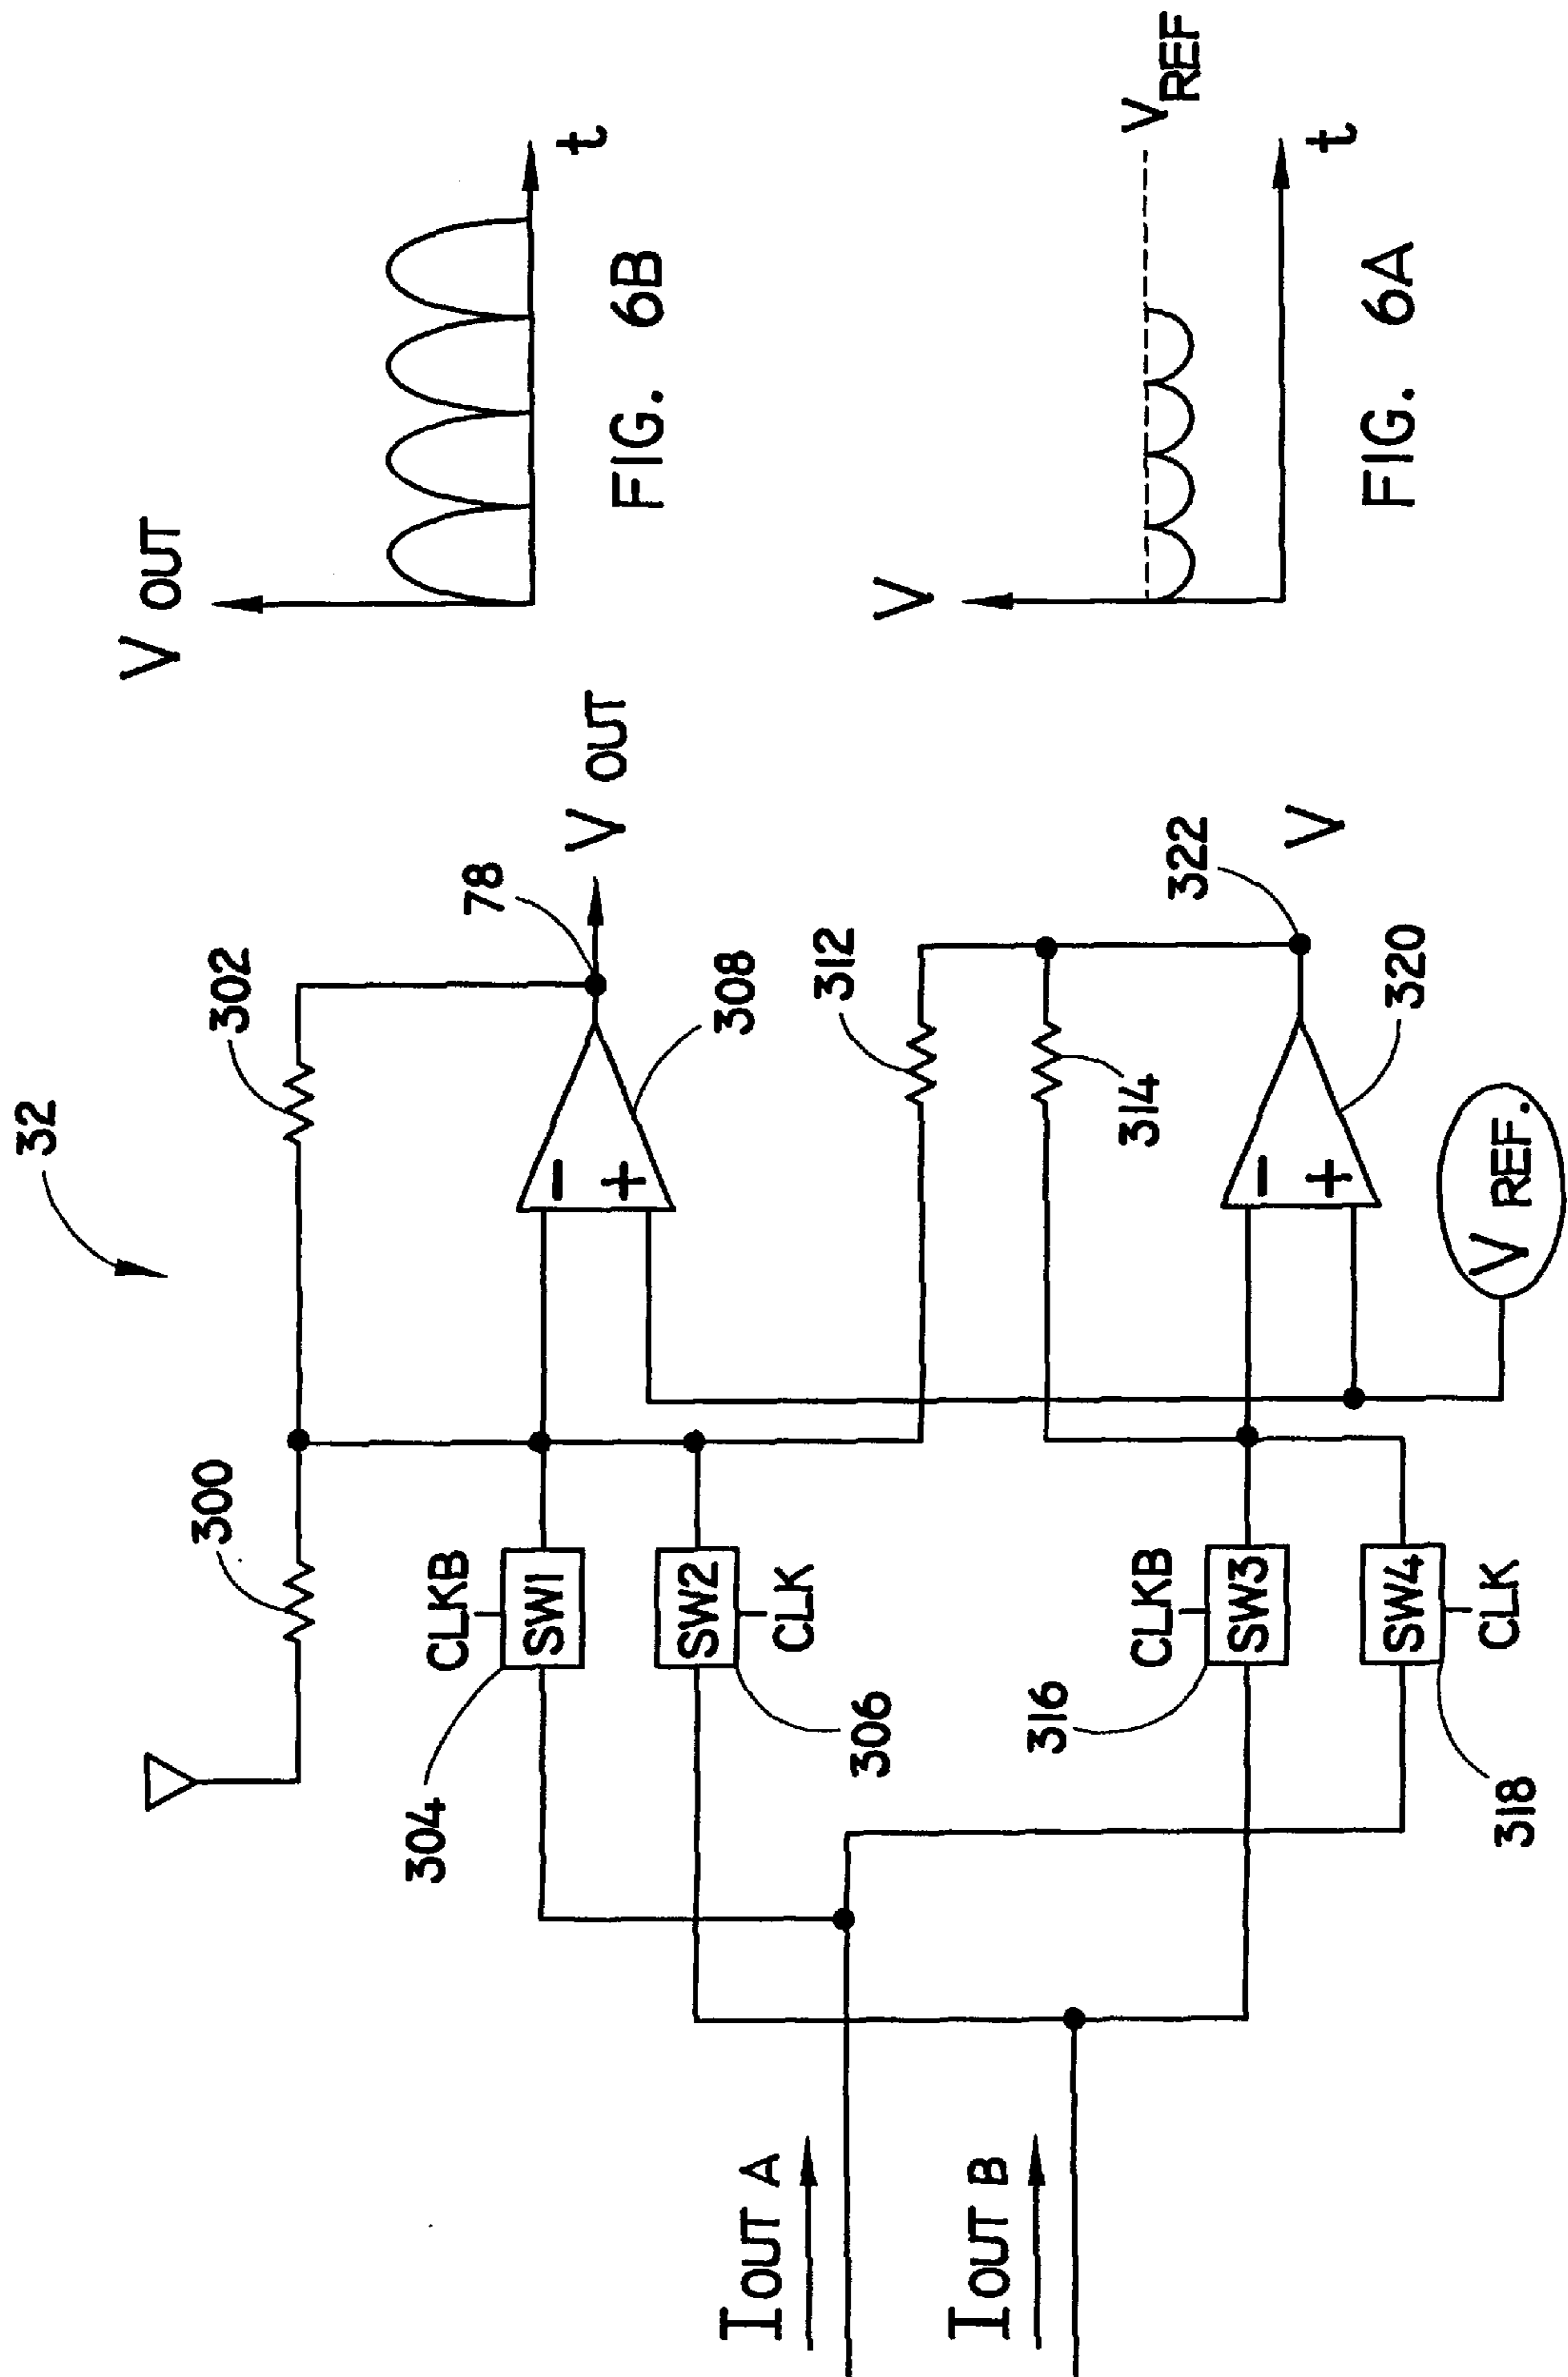 32
300
302
CLKB
SW1
304
SW2
CLK
306
−
+
308
78
V OUT
312
314
I OUT A
I OUT B
CLKB
SW3
316
SW4
CLK
318
−
+
320
322
V
V REF.
V OUT
t
FIG. 6B
V
V REF
t
FIG. 6A